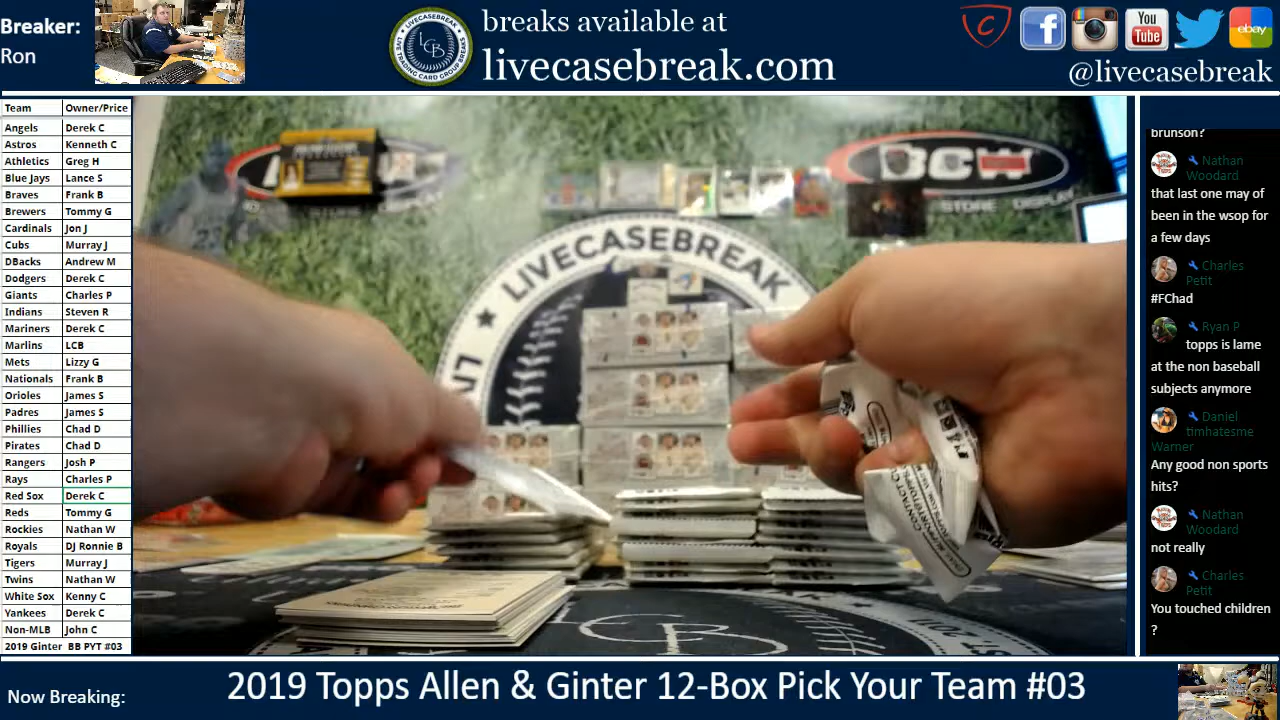 Breaker:
Ron
LCB
breaks available at
livecasebreak.com
You
Tube
ebay
@livecasebreak
Team Owner/Price
Angels Derek C
Astros Kenneth C
Athletics Greg H
Blue Jays Lance S
Braves Frank B
Brewers Tommy G
Cardinals Jon J
Cubs Murray J
DBacks Andrew M
Dodgers Derek C
Giants Charles P
Indians Steven R
Mariners Derek C
Marlins LCB
Mets Lizzy G
Nationals Frank B
Orioles James S
Padres James S
Phillies Chad D
Pirates Chad D
Rangers Josh P
Rays Charles P
Red Sox Derek C
Reds Tommy G
Rockies Nathan W
Royals DJ Ronnie B
Tigers Murray J
Twins Nathan W
White Sox Kenny C
Yankees Derek C
Non-MLB John C
2019 Ginter BB PYT #03
BCW
STORE DISPLAY
LIVECASEBREAK
brunson?
Nathan
Woodard
that last one may of
been in the wsop for
a few days
Charles
Petit
#FChad
Ryan P
topps is lame
at the non baseball
subjects anymore
Daniel
timhatesme
Warner
Any good non sports
hits?
Nathan
Woodard
not really
Charles
Petit
You touched children
?
Now Breaking:
2019 Topps Allen & Ginter 12-Box Pick Your Team #03